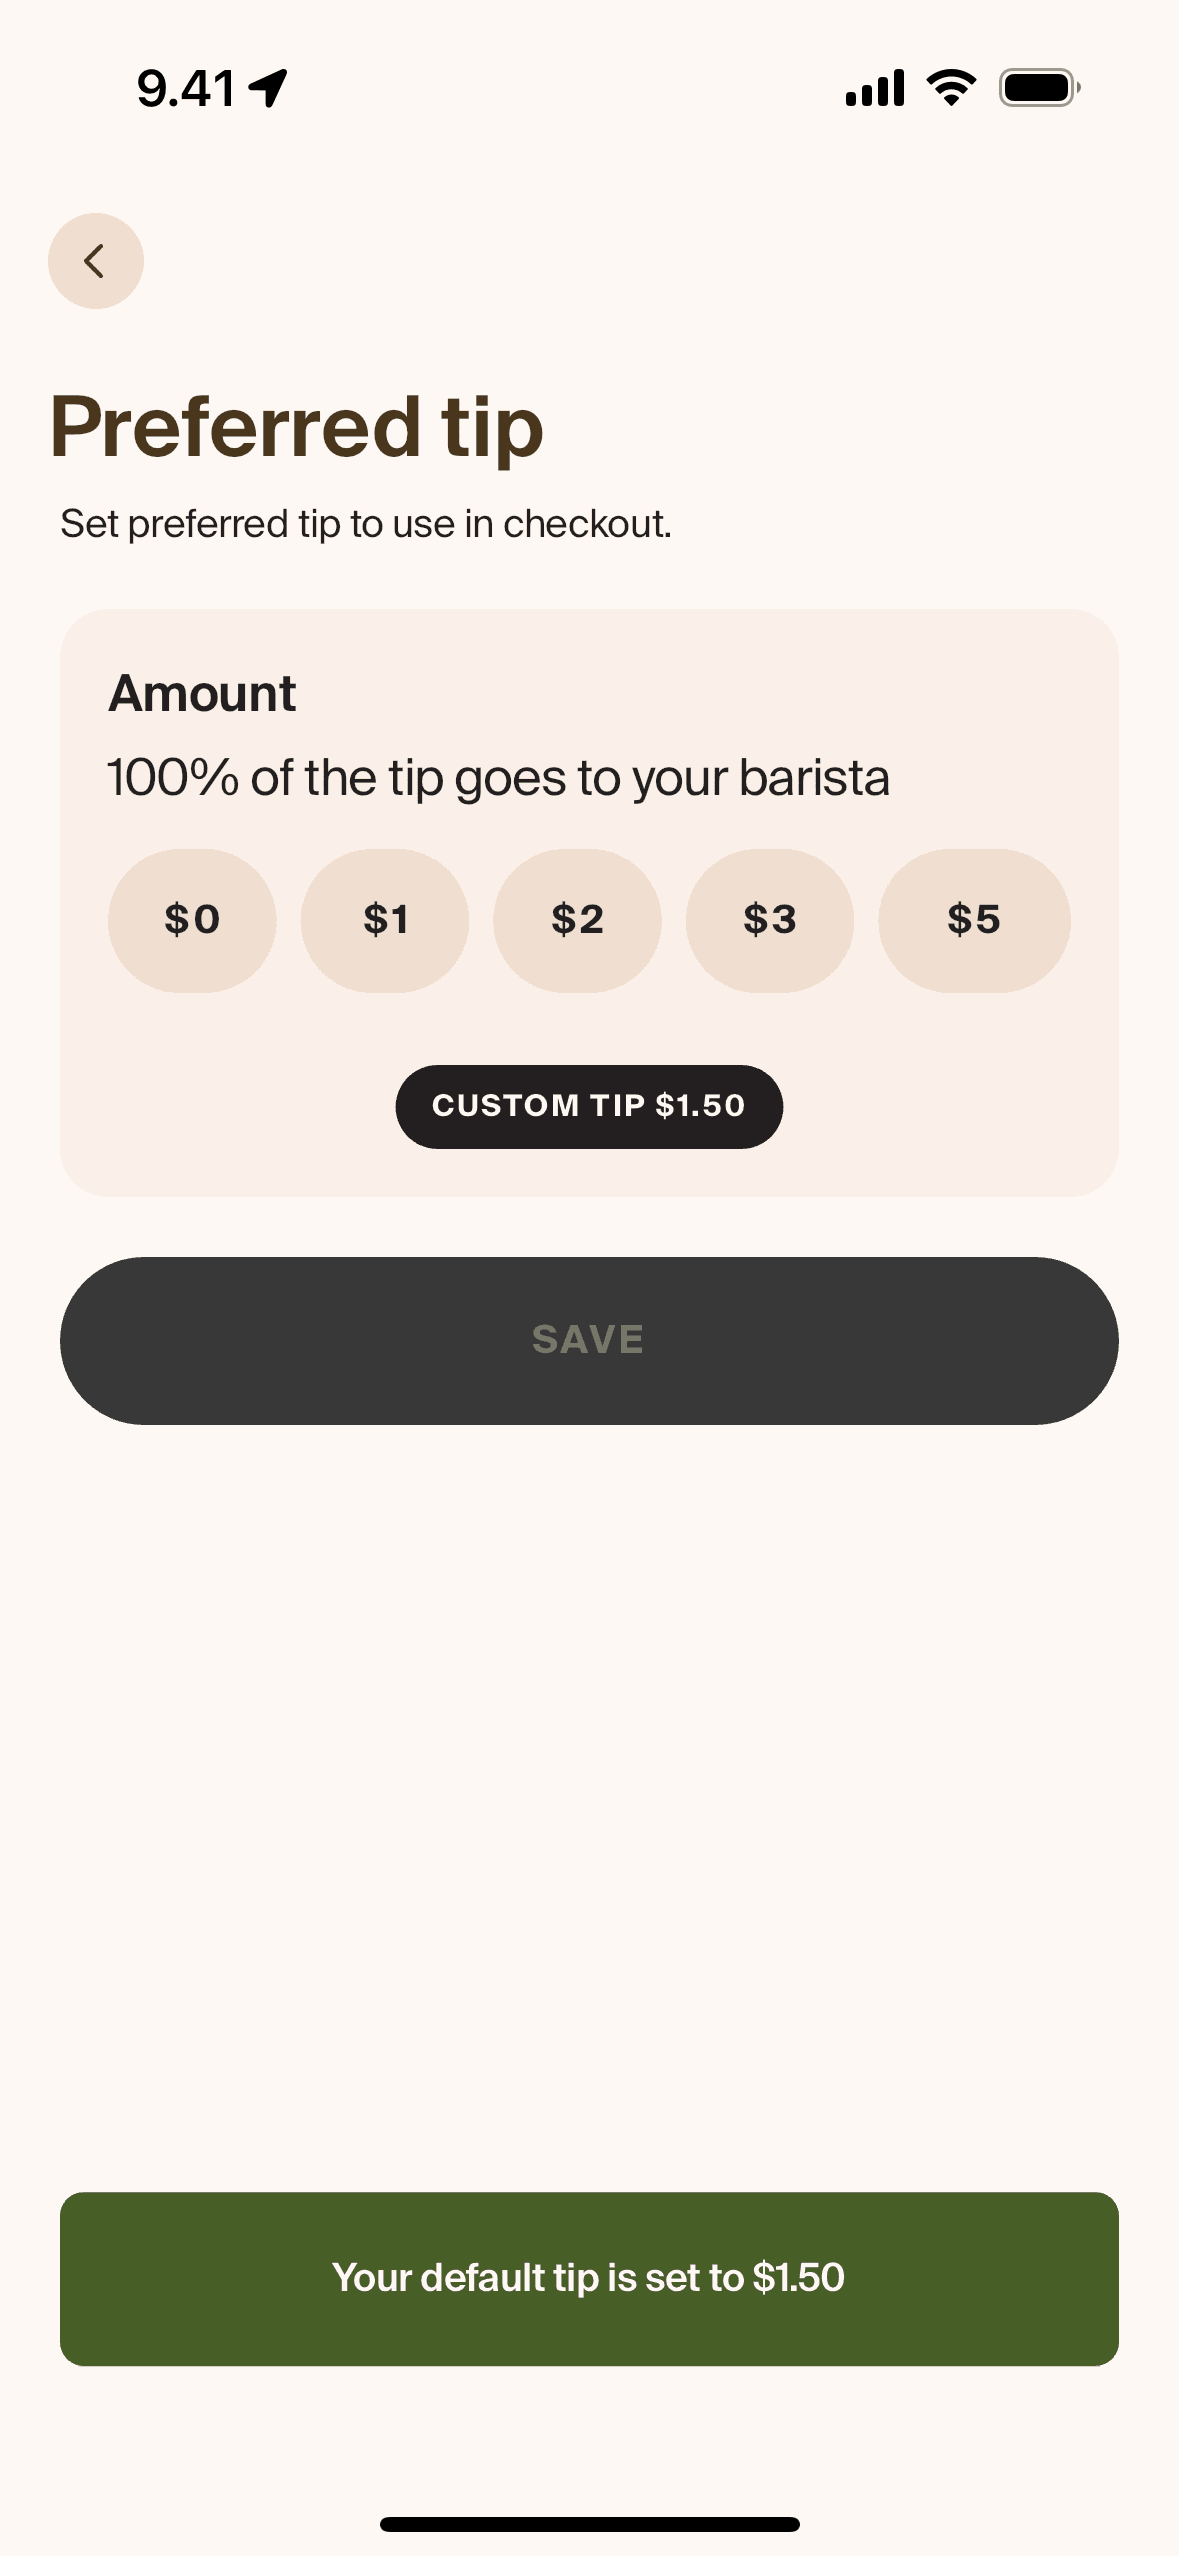 9.41
Preferred tip
Set preferred tip to use in checkout.
Amount
100% of the tip goes to your barista
$0 $1 $2 $3 $5
CUSTOM TIP $1.50
SAVE
Your default tip is set to $1.50